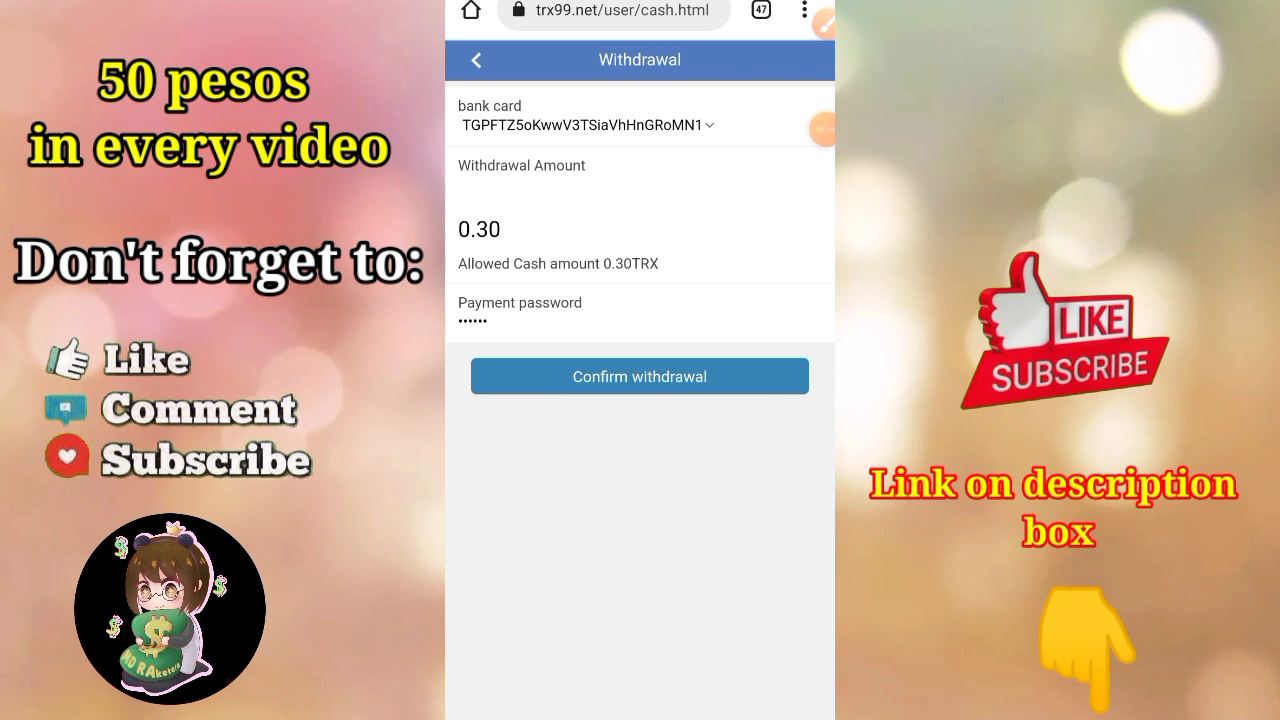 50 pesos
in every video
Don't forget to:
Like
Comment
Subscribe
MD RAketera
trx99.net/user/cash.html
47
Withdrawal
bank card
TGPFTZ5oKwwV3TSiaVhHnGRoMN1
Withdrawal Amount
0.30
Allowed Cash amount 0.30TRX
Payment password
••••••
Confirm withdrawal
LIKE
SUBSCRIBE
Link on description
box